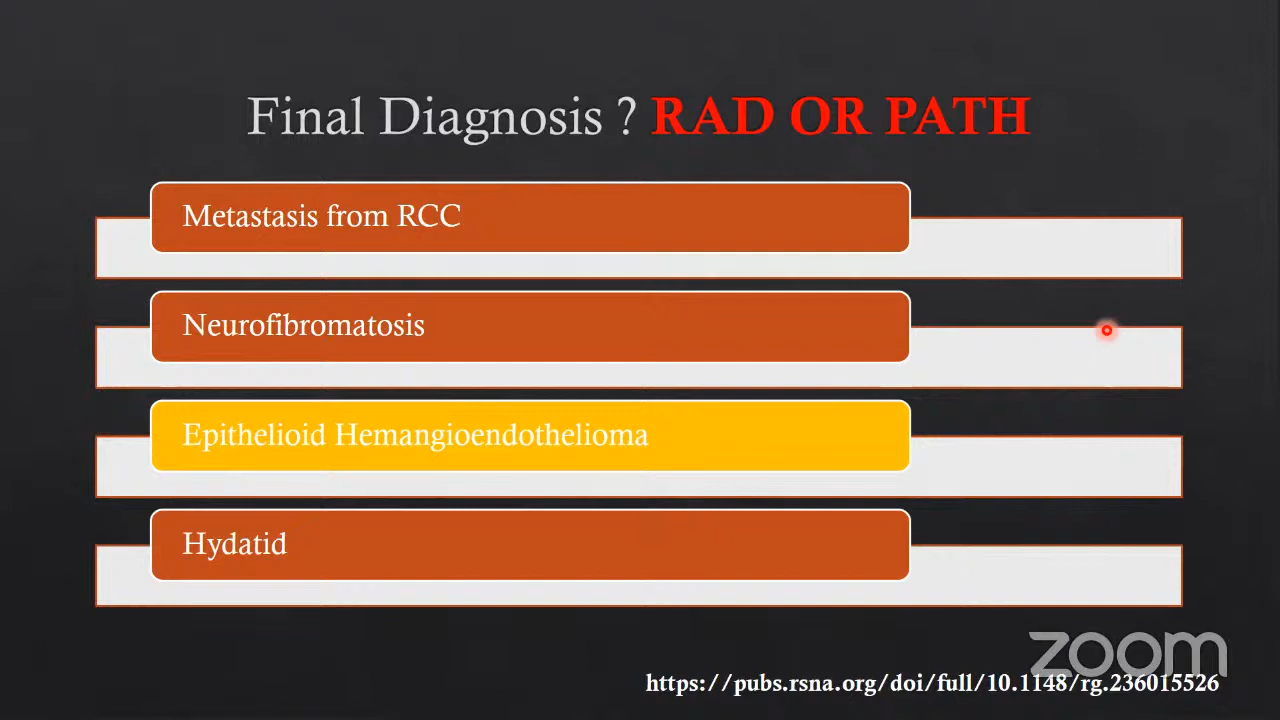 Final Diagnosis ? RAD OR PATH
Metastasis from RCC
Neurofibromatosis
Epithelioid Hemangioendothelioma
Hydatid
zoom
https://pubs.rsna.org/doi/full/10.1148/rg.236015526